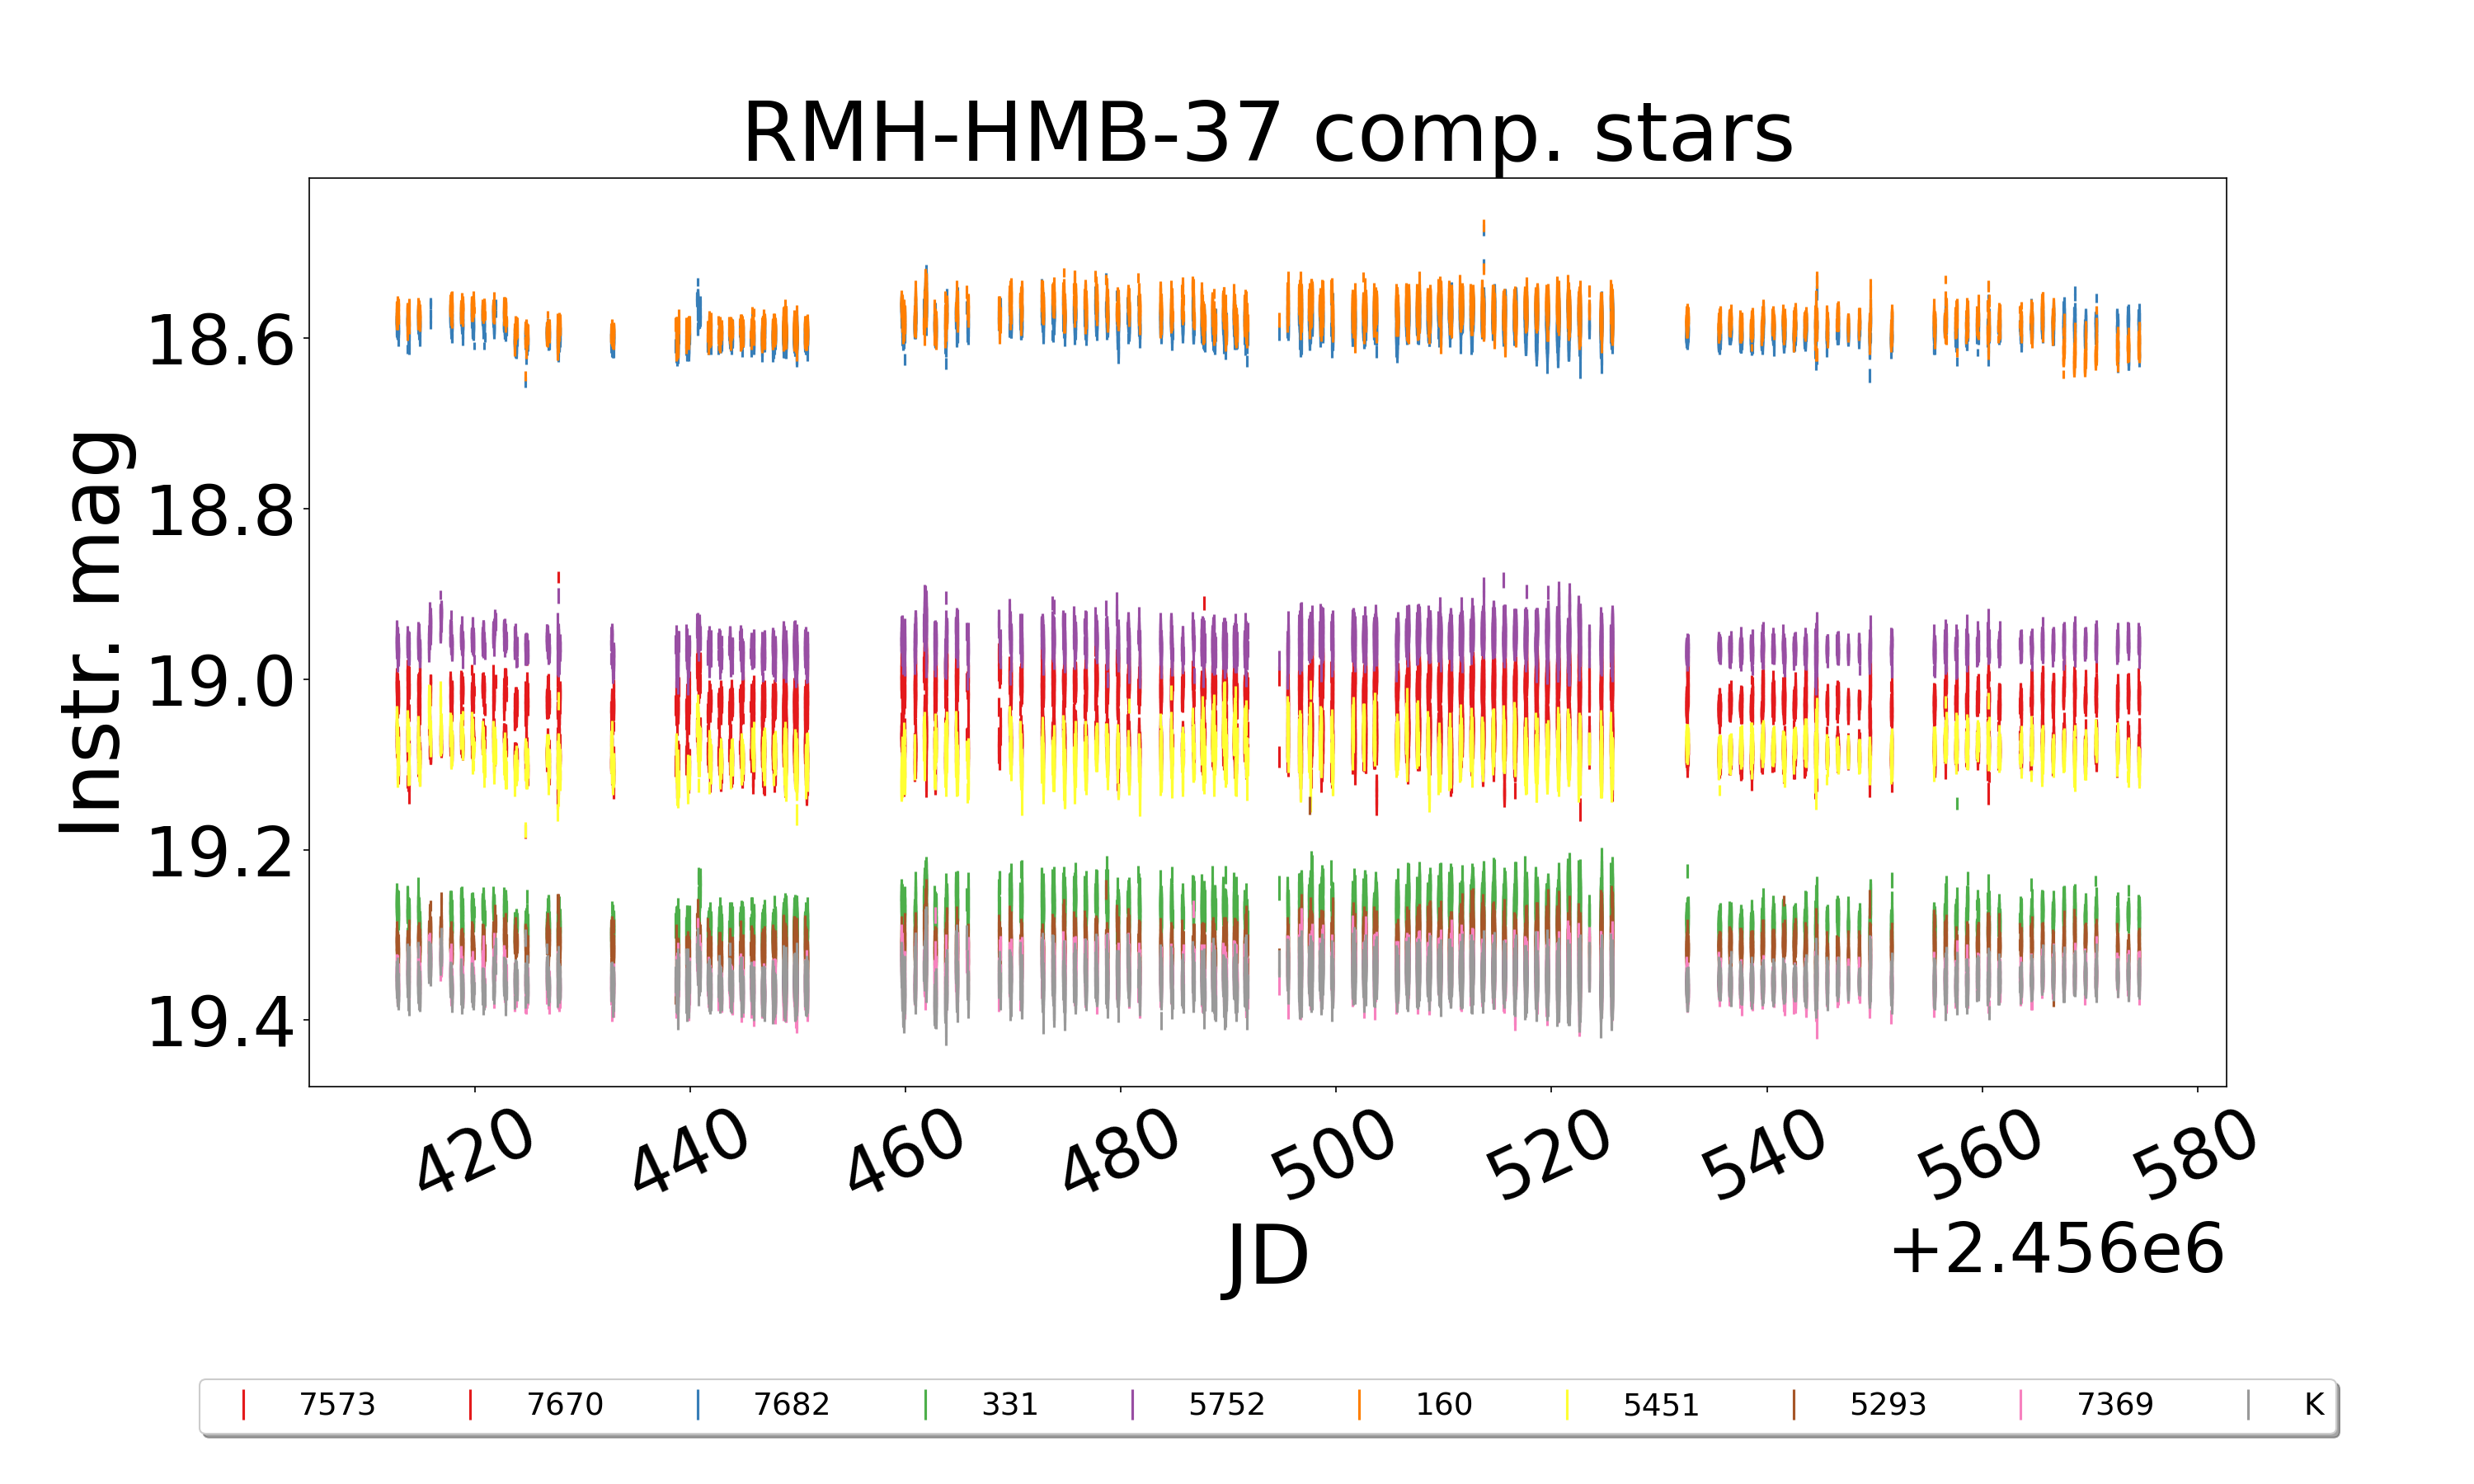 RMH-HMB-37 comp. stars
Instr. mag
18.6
18.8
19.0
19.2
19.4
420 440 460 480 500 520 540 560 580
JD
+2.456e6
7573 7670 7682 331 5752 160 5451 5293 7369 K